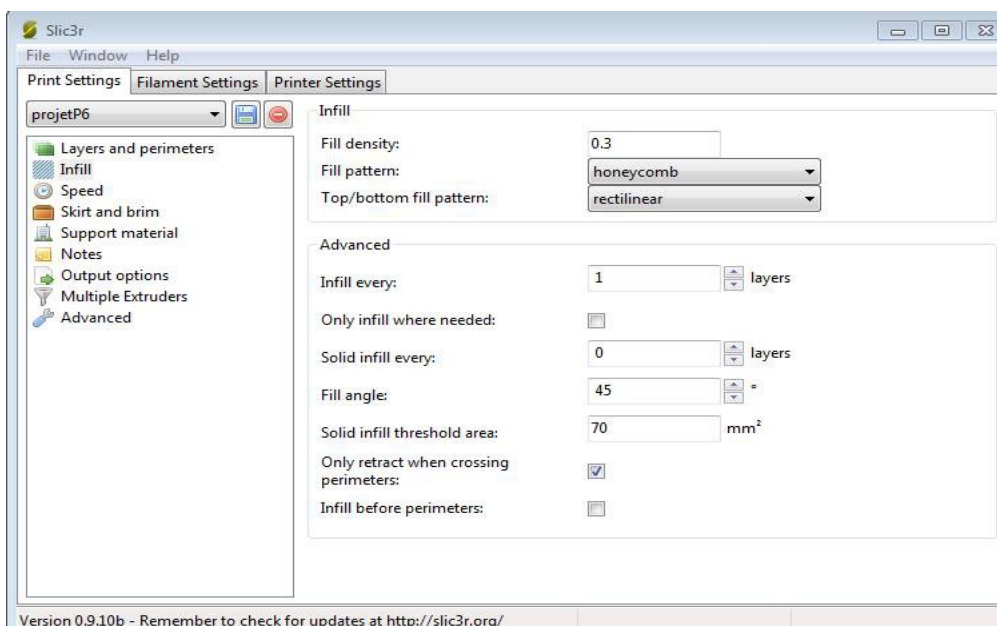 Slic3r
File Window Help
Print Settings Filament Settings Printer Settings
projetP6
Layers and perimeters
Infill
Speed
Skirt and brim
Support material
Notes
Output options
Multiple Extruders
Advanced
Infill
Fill density: 0.3
Fill pattern: honeycomb
Top/bottom fill pattern: rectilinear
Advanced
Infill every: 1 layers
Only infill where needed:
Solid infill every: 0 layers
Fill angle: 45 °
Solid infill threshold area: 70 mm²
Only retract when crossing
perimeters:
Infill before perimeters:
Version 0.9.10b - Remember to check for updates at http://slic3r.org/